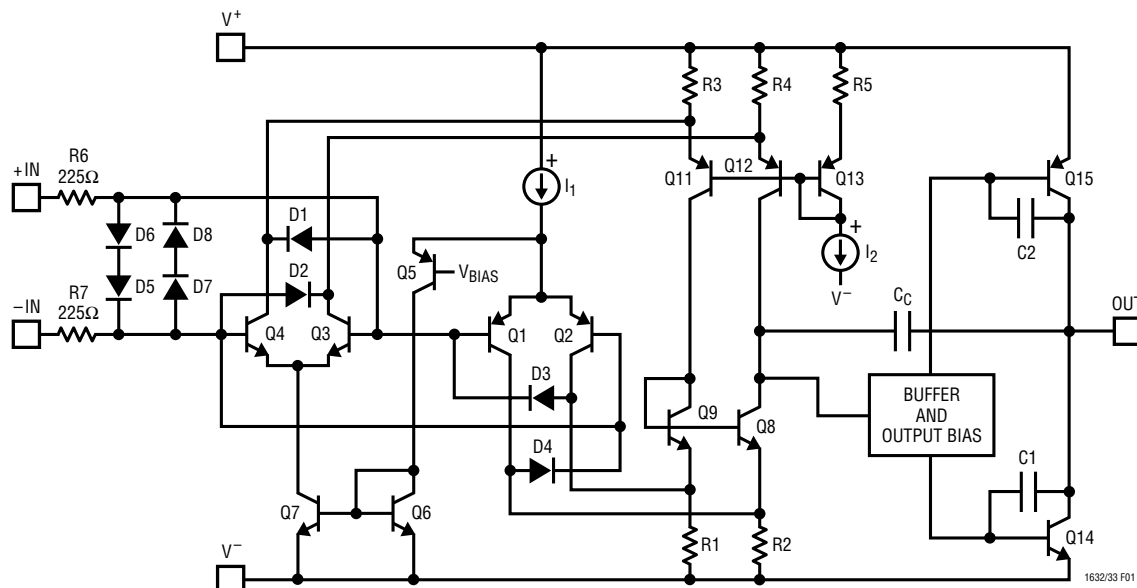 V+
R3
R4
R5
+IN
R6
225Ω
Q11
Q12
Q13
Q15
+
I1
D1
D6
D8
C2
+
I2
V−
D2
Q5
VBIAS
D5
D7
−IN
R7
225Ω
CC
OUT
Q4
Q3
Q1
Q2
D3
BUFFER
AND
OUTPUT BIAS
Q9
Q8
D4
C1
Q7
Q6
Q14
R1
R2
V−
1632/33 F01